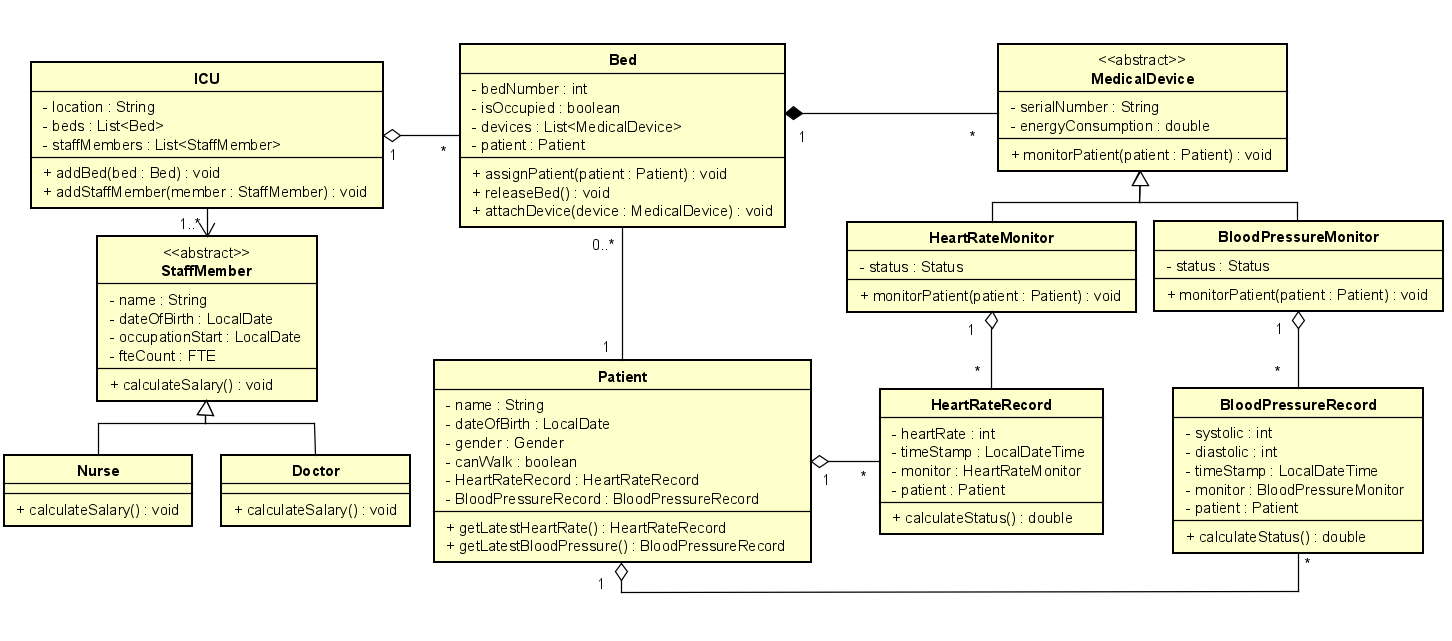 ICU
- location : String
- beds : List<Bed>
- staffMembers : List<StaffMember>
+ addBed(bed : Bed) : void
+ addStaffMember(member : StaffMember) : void
1
*
1..*
Bed
- bedNumber : int
- isOccupied : boolean
- devices : List<MedicalDevice>
- patient : Patient
+ assignPatient(patient : Patient) : void
+ releaseBed() : void
+ attachDevice(device : MedicalDevice) : void
1
*
0..*
1
<<abstract>>
MedicalDevice
- serialNumber : String
- energyConsumption : double
+ monitorPatient(patient : Patient) : void
HeartRateMonitor
- status : Status
+ monitorPatient(patient : Patient) : void
1
*
BloodPressureMonitor
- status : Status
+ monitorPatient(patient : Patient) : void
1
*
<<abstract>>
StaffMember
- name : String
- dateOfBirth : LocalDate
- occupationStart : LocalDate
- fteCount : FTE
+ calculateSalary() : void
Nurse
+ calculateSalary() : void
Doctor
+ calculateSalary() : void
Patient
- name : String
- dateOfBirth : LocalDate
- gender : Gender
- canWalk : boolean
- HeartRateRecord : HeartRateRecord
- BloodPressureRecord : BloodPressureRecord
+ getLatestHeartRate() : HeartRateRecord
+ getLatestBloodPressure() : BloodPressureRecord
1
*
HeartRateRecord
- heartRate : int
- timeStamp : LocalDateTime
- monitor : HeartRateMonitor
- patient : Patient
+ calculateStatus() : double
BloodPressureRecord
- systolic : int
- diastolic : int
- timeStamp : LocalDateTime
- monitor : BloodPressureMonitor
- patient : Patient
+ calculateStatus() : double
1
*